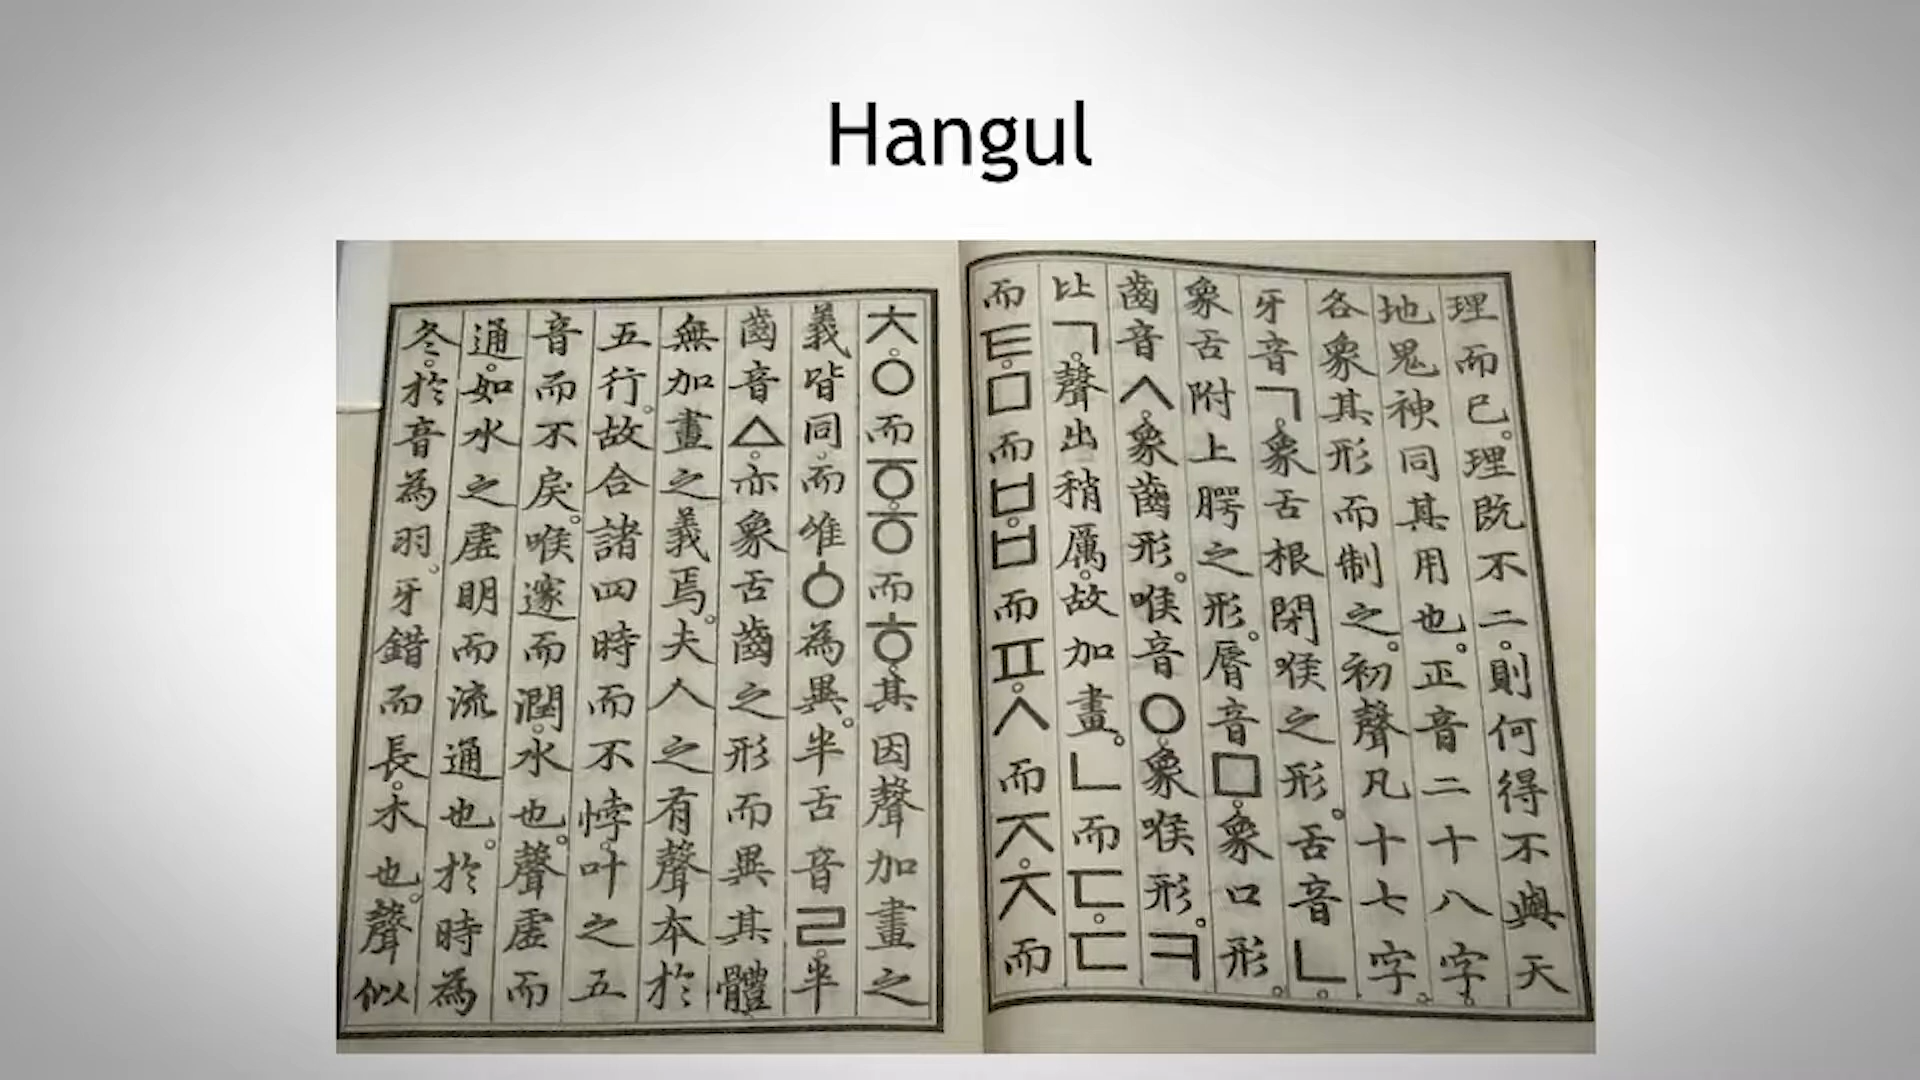 Hangul
理而已。理既不二。則何得不與天
地鬼神同其用也。正音二十八字。
各象其形而制之。初聲凡十七字。
牙音ㄱ。象舌根閉喉之形。舌音ㄴ。
象舌附上腭之形。脣音ㅁ。象口形。
齒音ㅅ。象齒形。喉音ㅇ。象喉形。ㅋ
比ㄱ。聲出稍厲。故加畫。ㄴ而ㄷ。ㄷ
而ㅌ。ㅁ而ㅂ。ㅂ而ㅍ。ㅅ而ㅈ。ㅈ而
ㅊ。ㅇ而ㆆ。ㆆ而ㅎ。其因聲加畫之
義皆同。而唯ㆁ為異。半舌音ㄹ。半
齒音ㅿ。亦象舌齒之形而異其體
無加畫之義焉。夫人之有聲本於
五行。故合諸四時而不悖。叶之五
音而不戾。喉邃而潤。水也。聲虛而
通。如水之虛明而流通也。於時為
冬。於音為羽。牙錯而長。木也。聲似